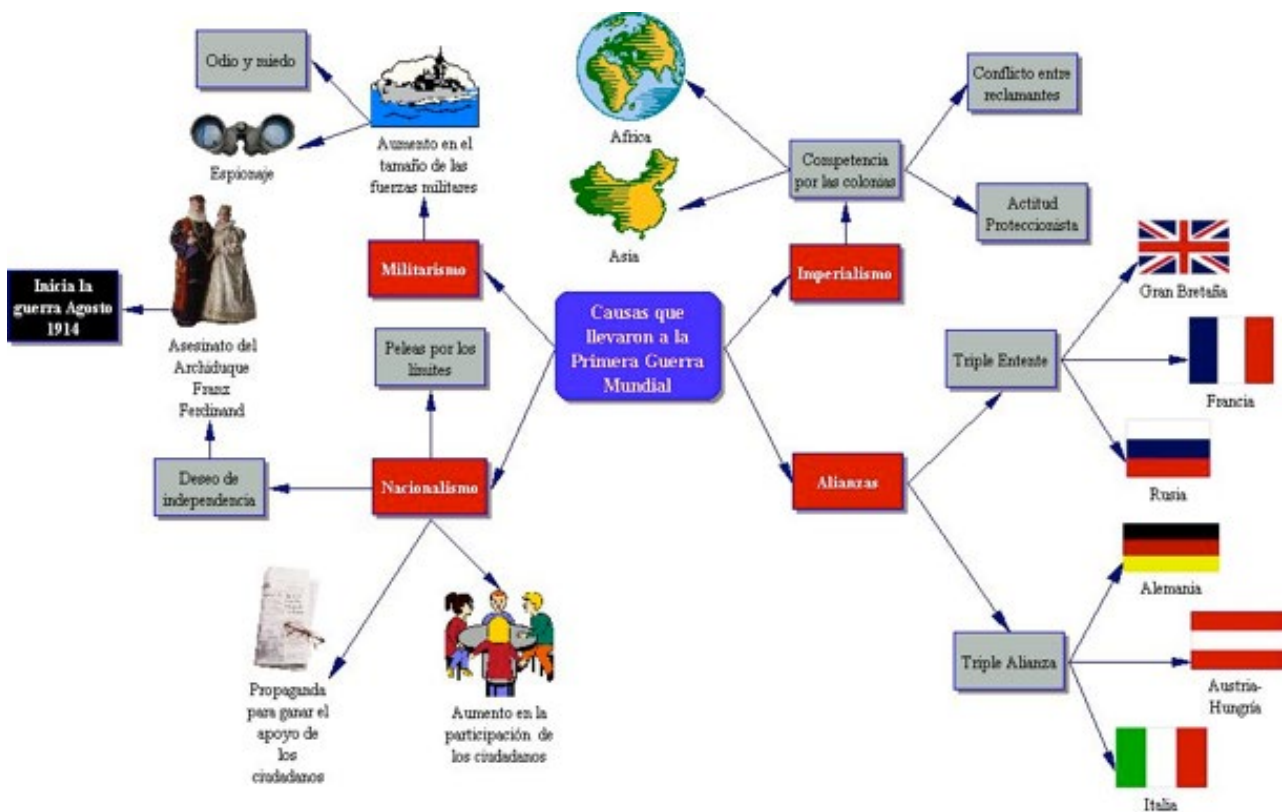 Odio y miedo
Espionaje
Aumento en el
tamaño de las
fuerzas militares
Africa
Asia
Competencia
por las colonias
Conflicto entre
reclamantes
Actitud
Proteccionista
Militarismo
Imperialismo
Inicia la
guerra Agosto
1914
Asesinato del
Archiduque
Franz
Ferdinand
Peleas por los
límites
Causas que
llevaron a la
Primera Guerra
Mundial
Gran Bretaña
Triple Entente
Francia
Rusia
Deseo de
independencia
Nacionalismo
Alianzas
Alemania
Triple Alianza
Austria-
Hungría
Italia
Propaganda
para ganar el
apoyo de
los
ciudadanos
Aumento en la
participación de
los ciudadanos